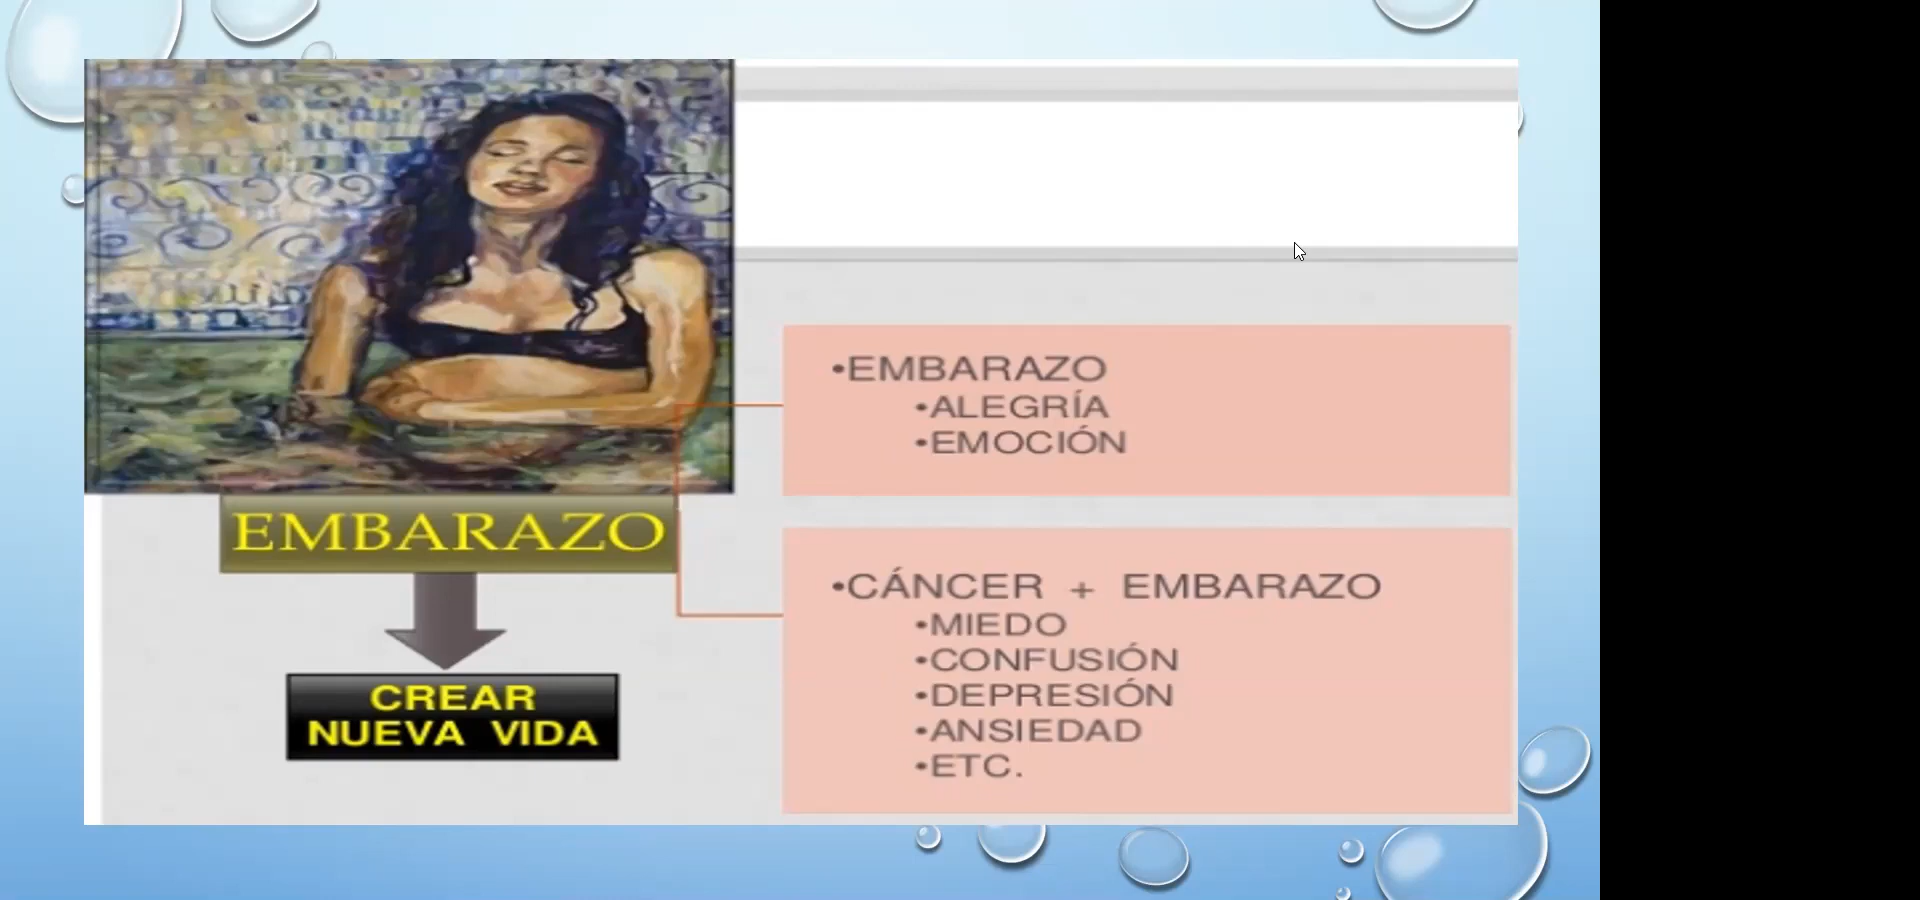 EMBARAZO
CREAR
NUEVA VIDA
•EMBARAZO
•ALEGRÍA
•EMOCIÓN
•CÁNCER + EMBARAZO
•MIEDO
•CONFUSIÓN
•DEPRESIÓN
•ANSIEDAD
•ETC.